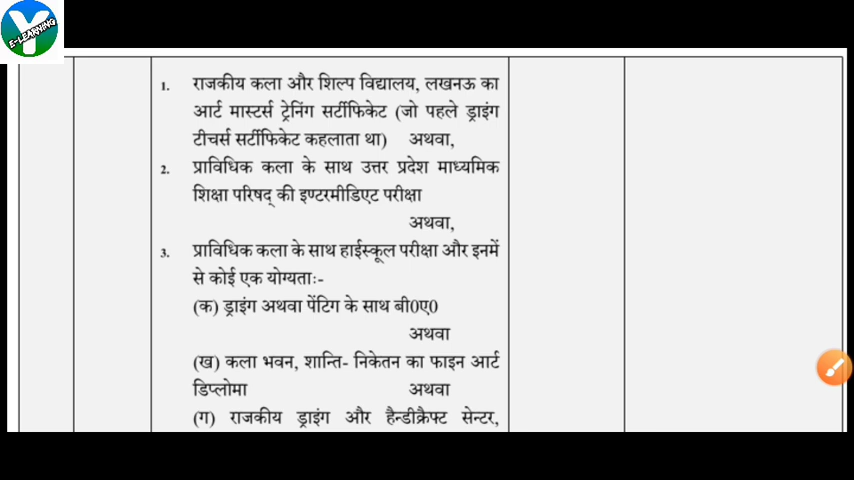 Y
E-LEARNING
1. राजकीय कला और शिल्प विद्यालय, लखनऊ का
आर्ट मास्टर्स ट्रेनिंग सर्टीफिकेट (जो पहले ड्राइंग
टीचर्स सर्टीफिकेट कहलाता था) अथवा,
2. प्राविधिक कला के साथ उत्तर प्रदेश माध्यमिक
शिक्षा परिषद् की इण्टरमीडिएट परीक्षा
अथवा,
3. प्राविधिक कला के साथ हाईस्कूल परीक्षा और इनमें
से कोई एक योग्यताः-
(क) ड्राइंग अथवा पेंटिग के साथ बी0ए0
अथवा
(ख) कला भवन, शान्ति- निकेतन का फाइन आर्ट
डिप्लोमा अथवा
(ग) राजकीय ड्राइंग और हैन्डीक्रैफ्ट सेन्टर,